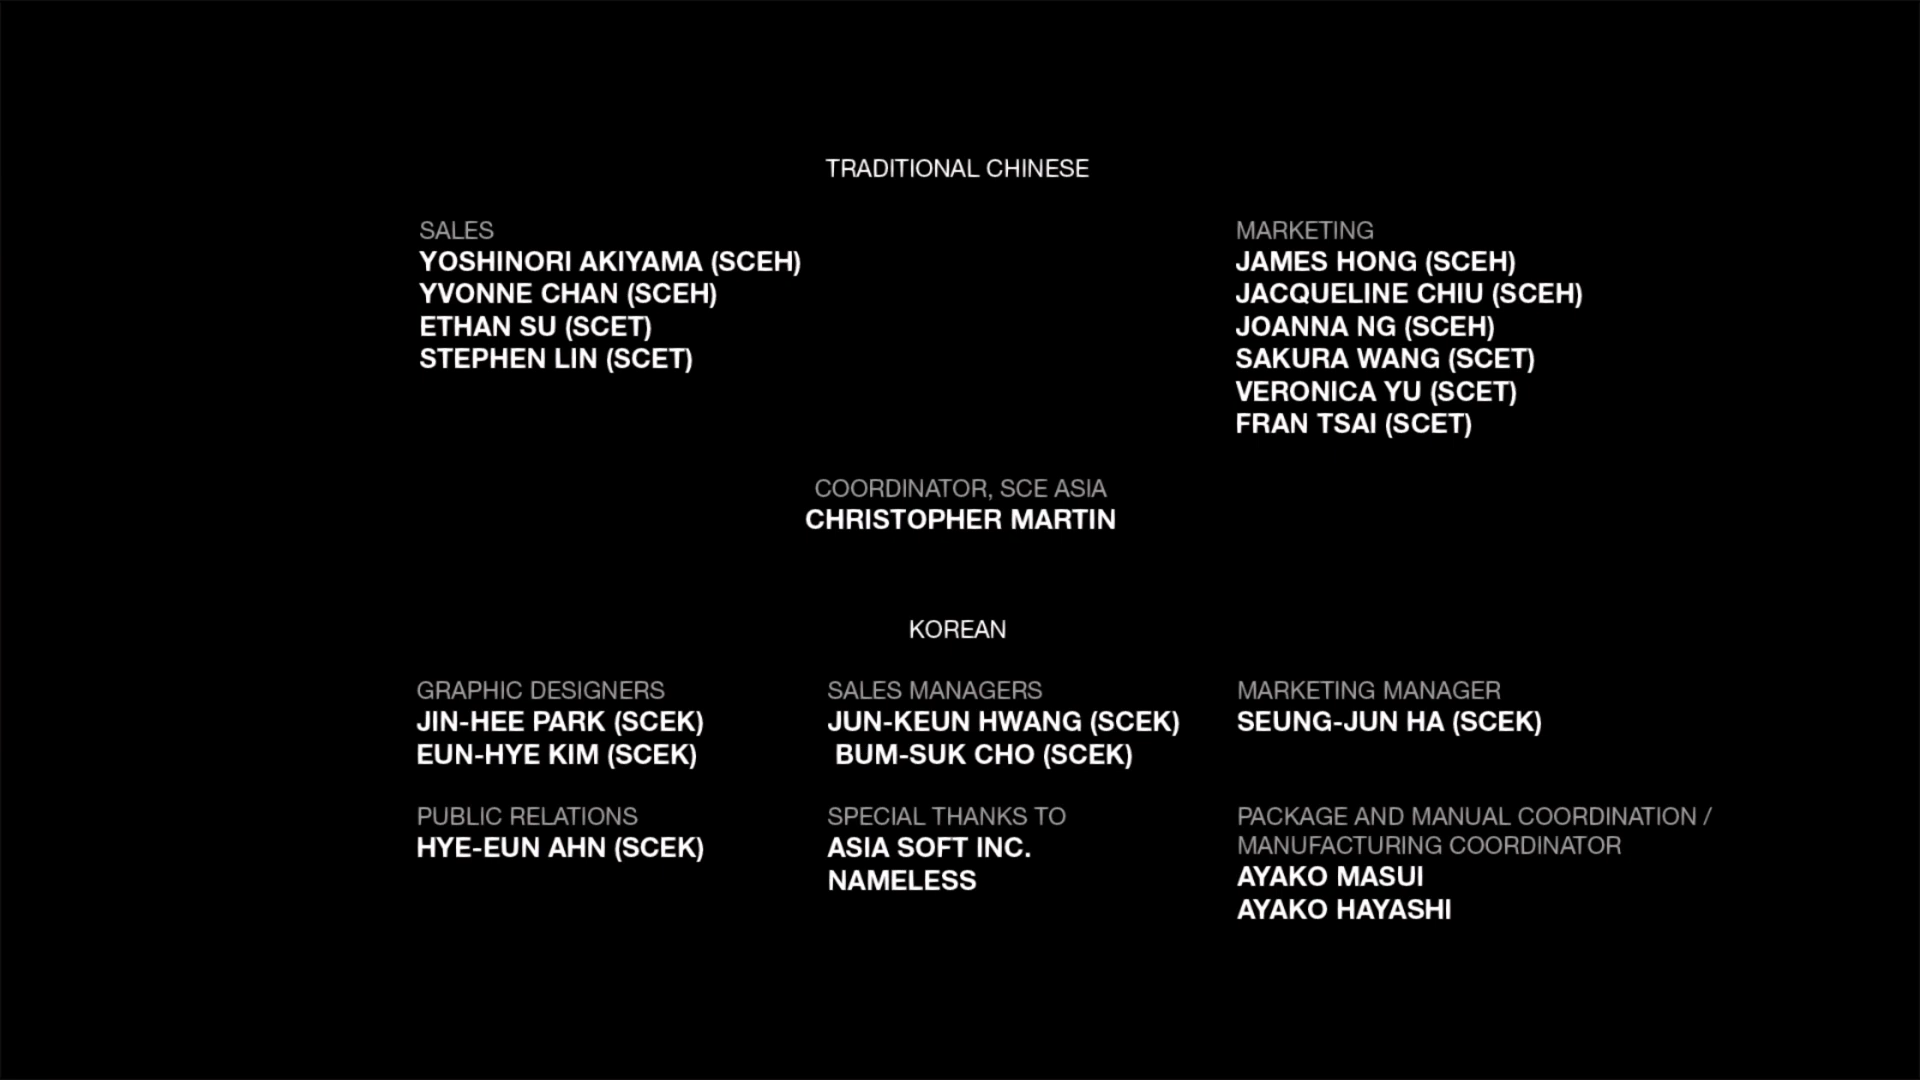 TRADITIONAL CHINESE
SALES
YOSHINORI AKIYAMA (SCEH)
YVONNE CHAN (SCEH)
ETHAN SU (SCET)
STEPHEN LIN (SCET)
MARKETING
JAMES HONG (SCEH)
JACQUELINE CHIU (SCEH)
JOANNA NG (SCEH)
SAKURA WANG (SCET)
VERONICA YU (SCET)
FRAN TSAI (SCET)
COORDINATOR, SCE ASIA
CHRISTOPHER MARTIN
KOREAN
GRAPHIC DESIGNERS
JIN-HEE PARK (SCEK)
EUN-HYE KIM (SCEK)
SALES MANAGERS
JUN-KEUN HWANG (SCEK)
BUM-SUK CHO (SCEK)
MARKETING MANAGER
SEUNG-JUN HA (SCEK)
PUBLIC RELATIONS
HYE-EUN AHN (SCEK)
SPECIAL THANKS TO
ASIA SOFT INC.
NAMELESS
PACKAGE AND MANUAL COORDINATION /
MANUFACTURING COORDINATOR
AYAKO MASUI
AYAKO HAYASHI